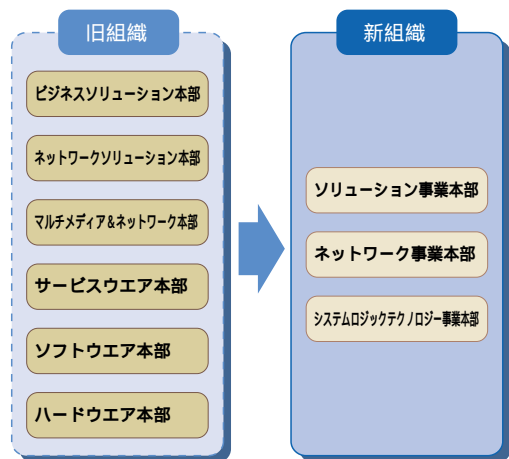 旧組織
ビジネスソリューション本部
ネットワークソリューション本部
マルチメディア&ネットワーク本部
サービスウエア本部
ソフトウエア本部
ハードウエア本部
新組織
ソリューション事業本部
ネットワーク事業本部
システムロジックテクノロジー事業本部